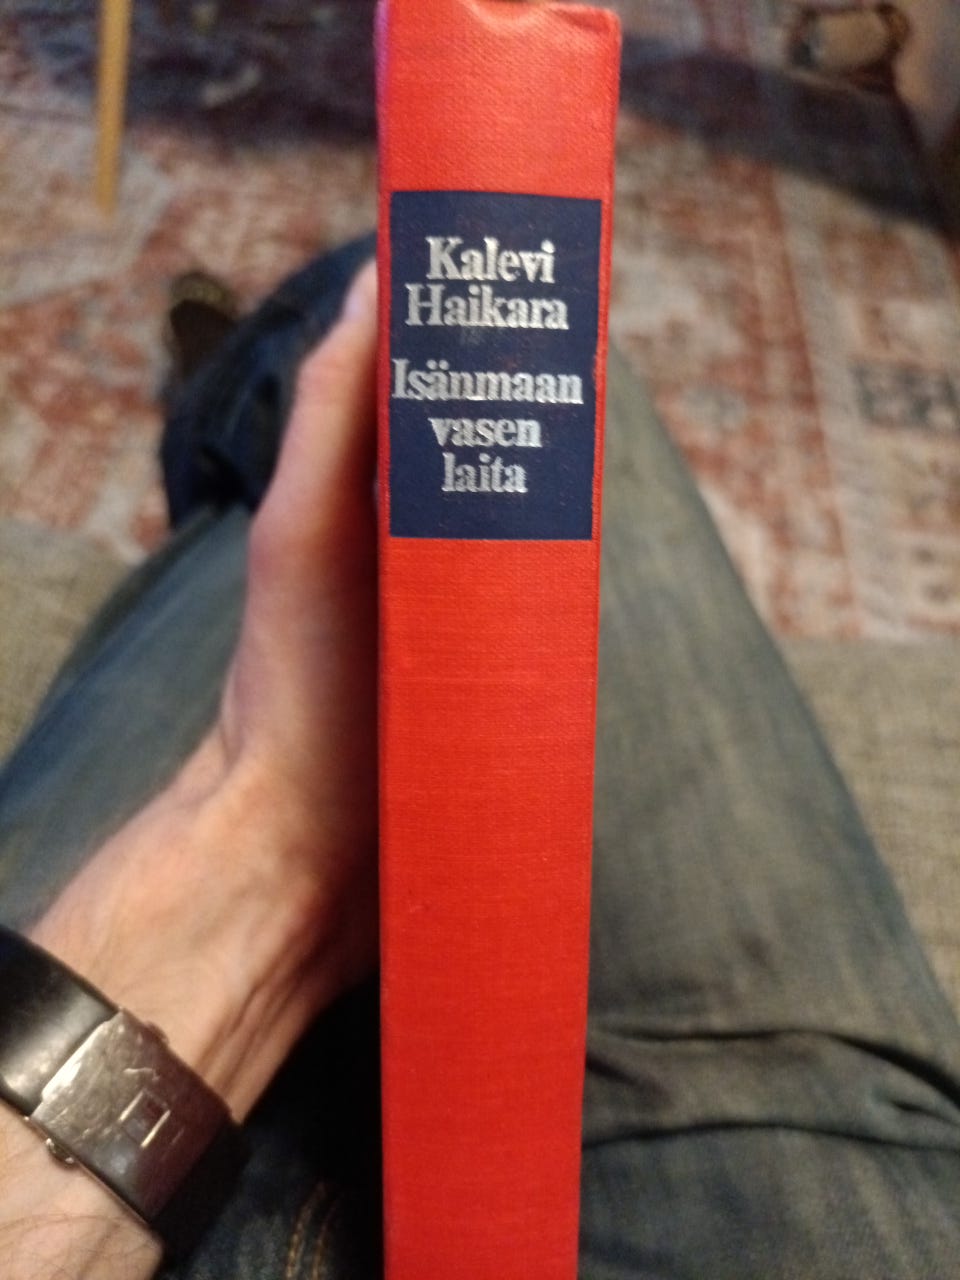 Kalevi
Haikara
Isänmaan
vasen
laita